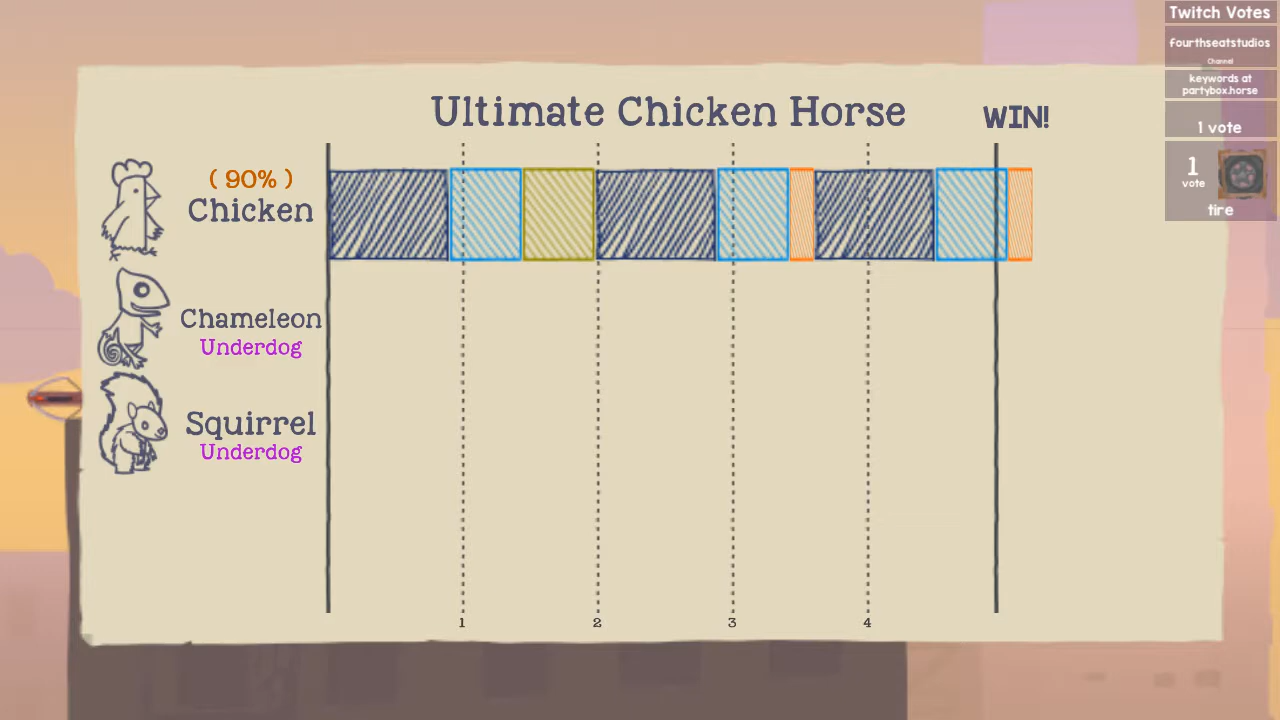 Ultimate Chicken Horse
WIN!
( 90% )
Chicken
Chameleon
Underdog
Squirrel
Underdog
1
2
3
4
Twitch Votes
fourthseatstudios
Channel
keywords at
partybox.horse
1 vote
1
vote
tire